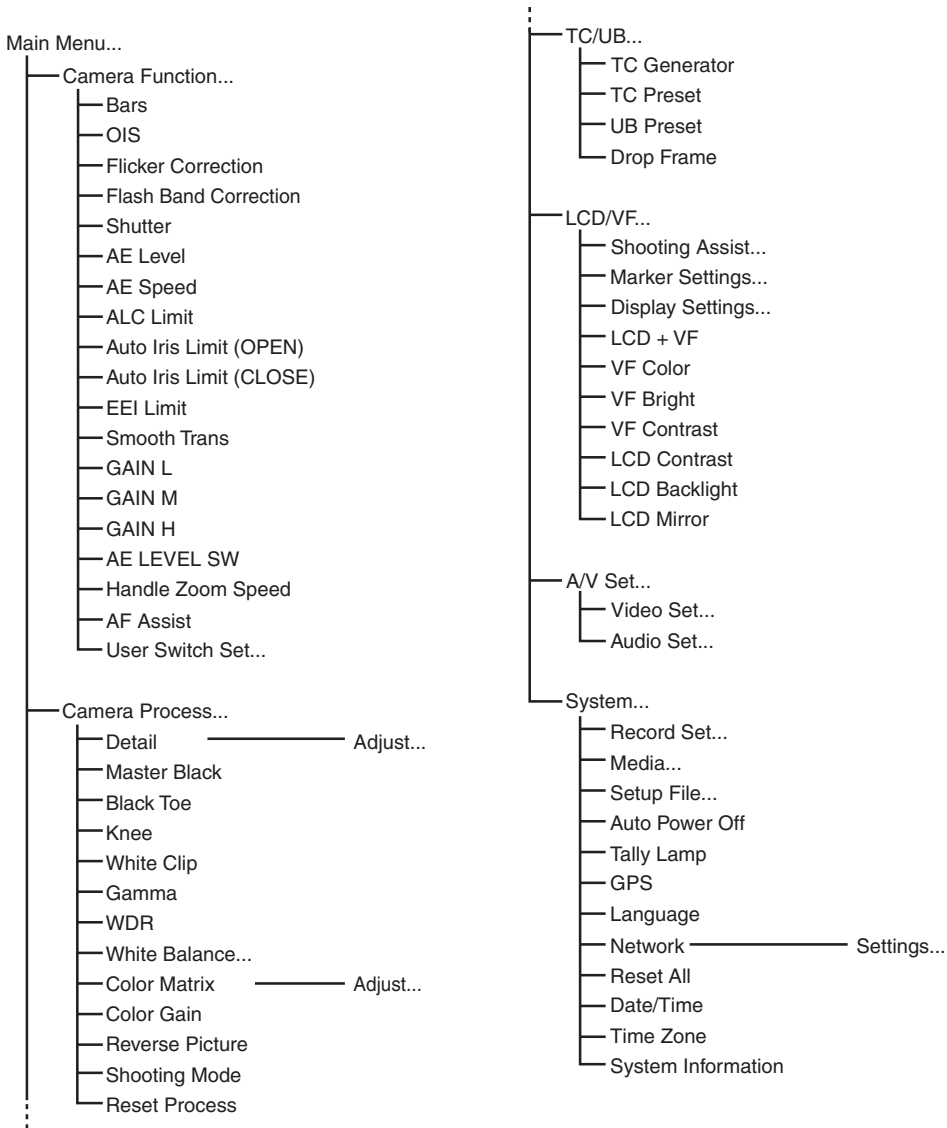 Main Menu...
Camera Function...
Bars
OIS
Flicker Correction
Flash Band Correction
Shutter
AE Level
AE Speed
ALC Limit
Auto Iris Limit (OPEN)
Auto Iris Limit (CLOSE)
EEI Limit
Smooth Trans
GAIN L
GAIN M
GAIN H
AE LEVEL SW
Handle Zoom Speed
AF Assist
User Switch Set...
Camera Process...
Detail Adjust...
Master Black
Black Toe
Knee
White Clip
Gamma
WDR
White Balance...
Color Matrix Adjust...
Color Gain
Reverse Picture
Shooting Mode
Reset Process
TC/UB...
TC Generator
TC Preset
UB Preset
Drop Frame
LCD/VF...
Shooting Assist...
Marker Settings...
Display Settings...
LCD + VF
VF Color
VF Bright
VF Contrast
LCD Contrast
LCD Backlight
LCD Mirror
A/V Set...
Video Set...
Audio Set...
System...
Record Set...
Media...
Setup File...
Auto Power Off
Tally Lamp
GPS
Language
Network Settings...
Reset All
Date/Time
Time Zone
System Information